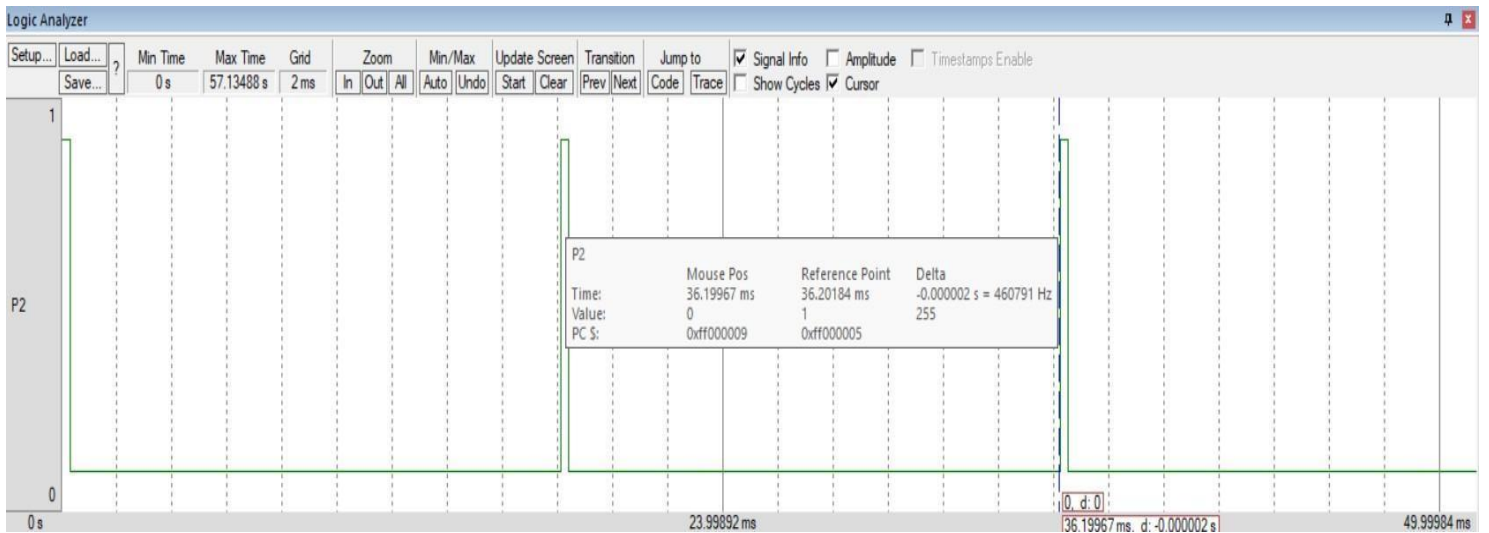 Logic Analyzer
Setup... Load... ? Min Time Max Time Grid Zoom Min/Max Update Screen Transition Jump to Signal Info Amplitude Timestamps Enable
Save... 0 s 57.13488 s 2 ms In Out All Auto Undo Start Clear Prev Next Code Trace Show Cycles Cursor
1
P2
Mouse Pos Reference Point Delta
P2
Time: 36.19967 ms 36.20184 ms -0.000002 s = 460791 Hz
Value: 0 1 255
PC $: 0xff000009 0xff000005
0
0, d: 0
0 s 23.99892 ms 36.19967 ms, d: -0.000002 s 49.99984 ms